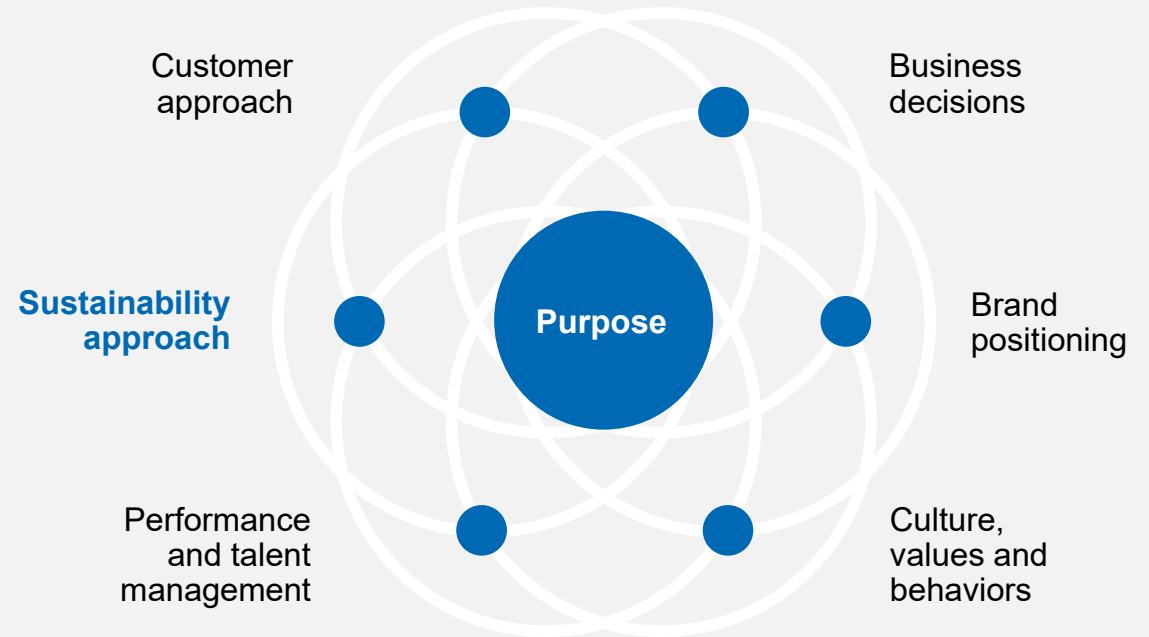 Customer
approach
Business
decisions
Sustainability
approach
Purpose
Brand
positioning
Performance
and talent
management
Culture,
values and
behaviors